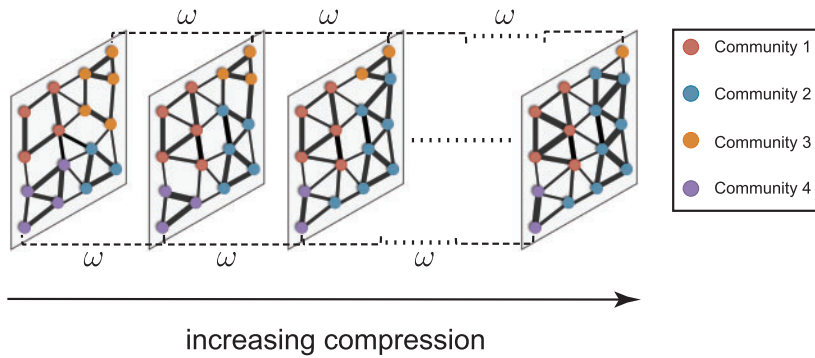 ω ω ω
Community 1
Community 2
Community 3
Community 4
ω ω ω
increasing compression